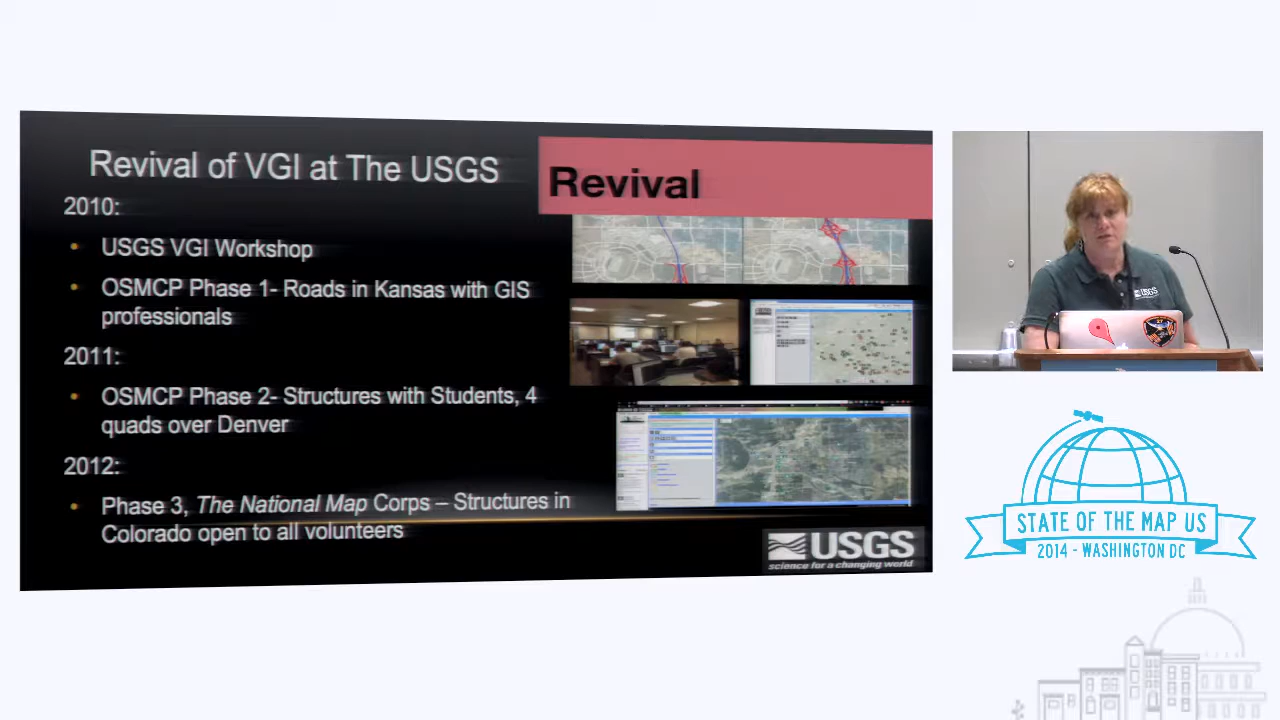 Revival of VGI at The USGS
Revival
2010:
• USGS VGI Workshop
• OSMCP Phase 1- Roads in Kansas with GIS
professionals
2011:
• OSMCP Phase 2- Structures with Students, 4
quads over Denver
2012:
• Phase 3, The National Map Corps – Structures in
Colorado open to all volunteers
USGS
science for a changing world
USGS
STATE OF THE MAP US
2014 - WASHINGTON DC